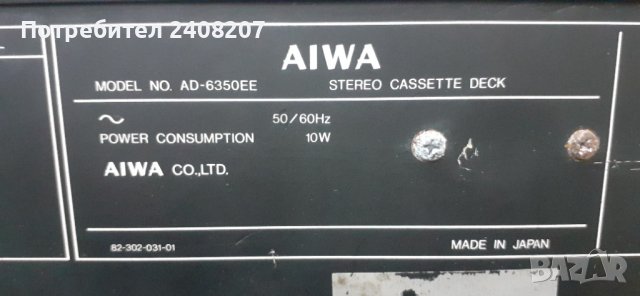 Потребител 2408207
AIWA
MODEL NO. AD-6350EE STEREO CASSETTE DECK
~ 50/60Hz
POWER CONSUMPTION 10W
AIWA CO.,LTD.
82-302-031-01 MADE IN JAPAN
BAZAR